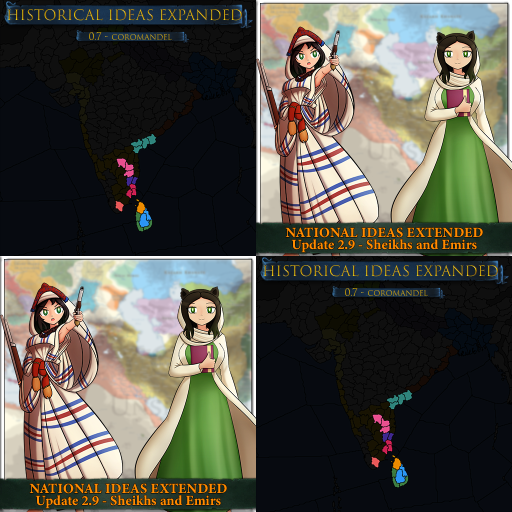 HISTORICAL IDEAS EXPANDED
0.7 - COROMANDEL
NATIONAL IDEAS EXTENDED
Update 2.9 - Sheikhs and Emirs
NATIONAL IDEAS EXTENDED
Update 2.9 - Sheikhs and Emirs
HISTORICAL IDEAS EXPANDED
0.7 - COROMANDEL